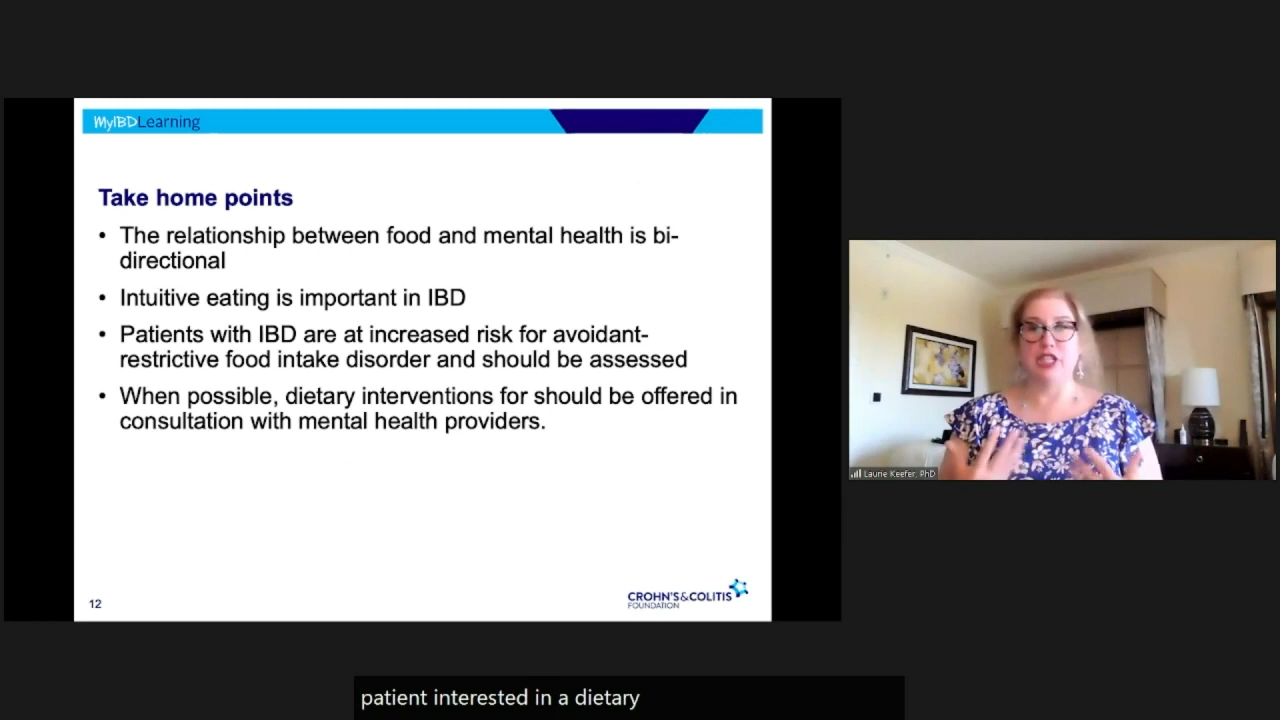 MyIBDLearning
Take home points
• The relationship between food and mental health is bi-
directional
• Intuitive eating is important in IBD
• Patients with IBD are at increased risk for avoidant-
restrictive food intake disorder and should be assessed
• When possible, dietary interventions for should be offered in
consultation with mental health providers.
12
CROHN'S&COLITIS
FOUNDATION
Laurie Keefer, PhD
patient interested in a dietary